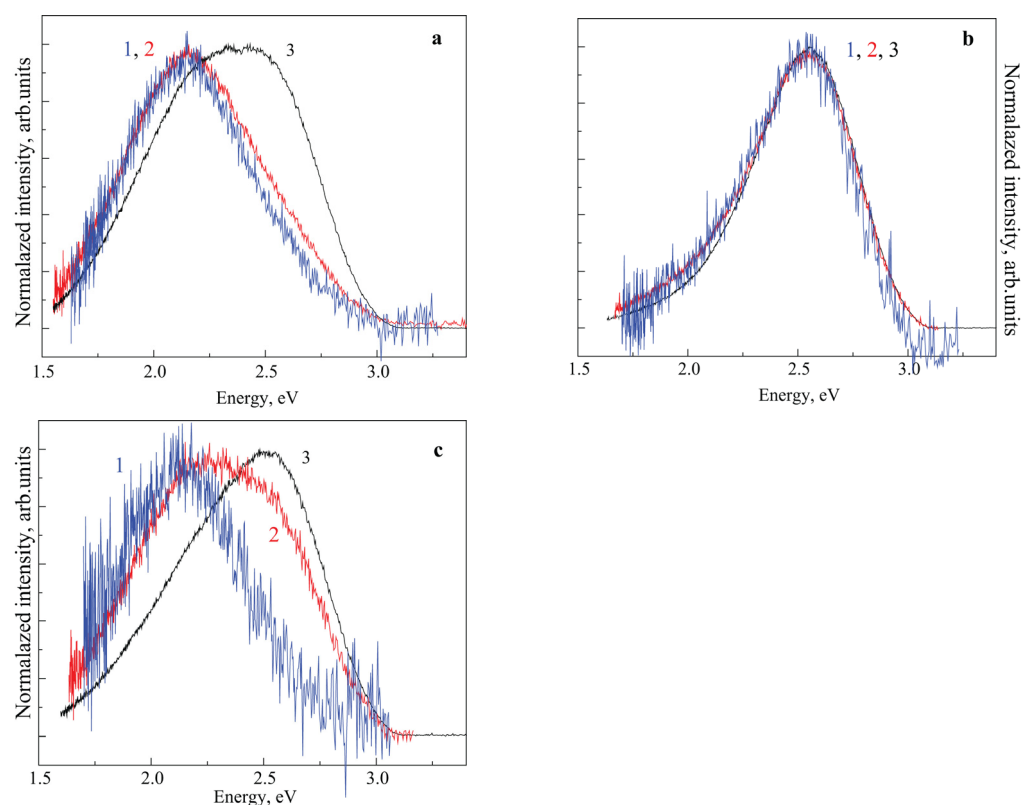 a
1, 2
3
Normalazed intensity, arb.units
1.5 2.0 2.5 3.0
Energy, eV
b
1, 2, 3
Normalazed intensity, arb.units
1.5 2.0 2.5 3.0
Energy, eV
c
1
3
2
Normalazed intensity, arb.units
1.5 2.0 2.5 3.0
Energy, eV